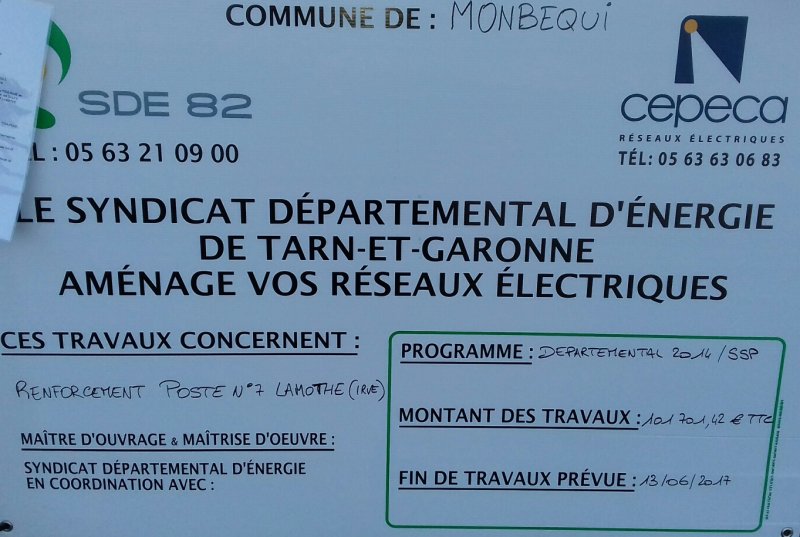 COMMUNE DE : MONBEQUI
SDE 82
cepeca
RÉSEAUX ÉLECTRIQUES
TÉL: 05 63 63 06 83
: 05 63 21 09 00
LE SYNDICAT DÉPARTEMENTAL D'ÉNERGIE
DE TARN-ET-GARONNE
AMÉNAGE VOS RÉSEAUX ÉLECTRIQUES
CES TRAVAUX CONCERNENT :
RENFORCEMENT POSTE N°7 LAMOTHE (IRVE)
MAÎTRE D'OUVRAGE & MAÎTRISE D'OEUVRE :
SYNDICAT DÉPARTEMENTAL D'ÉNERGIE
EN COORDINATION AVEC :
PROGRAMME : DEPARTEMENTAL 2014/SSP
MONTANT DES TRAVAUX : 101 701,42 € TTC
FIN DE TRAVAUX PRÉVUE : 13/06/2017